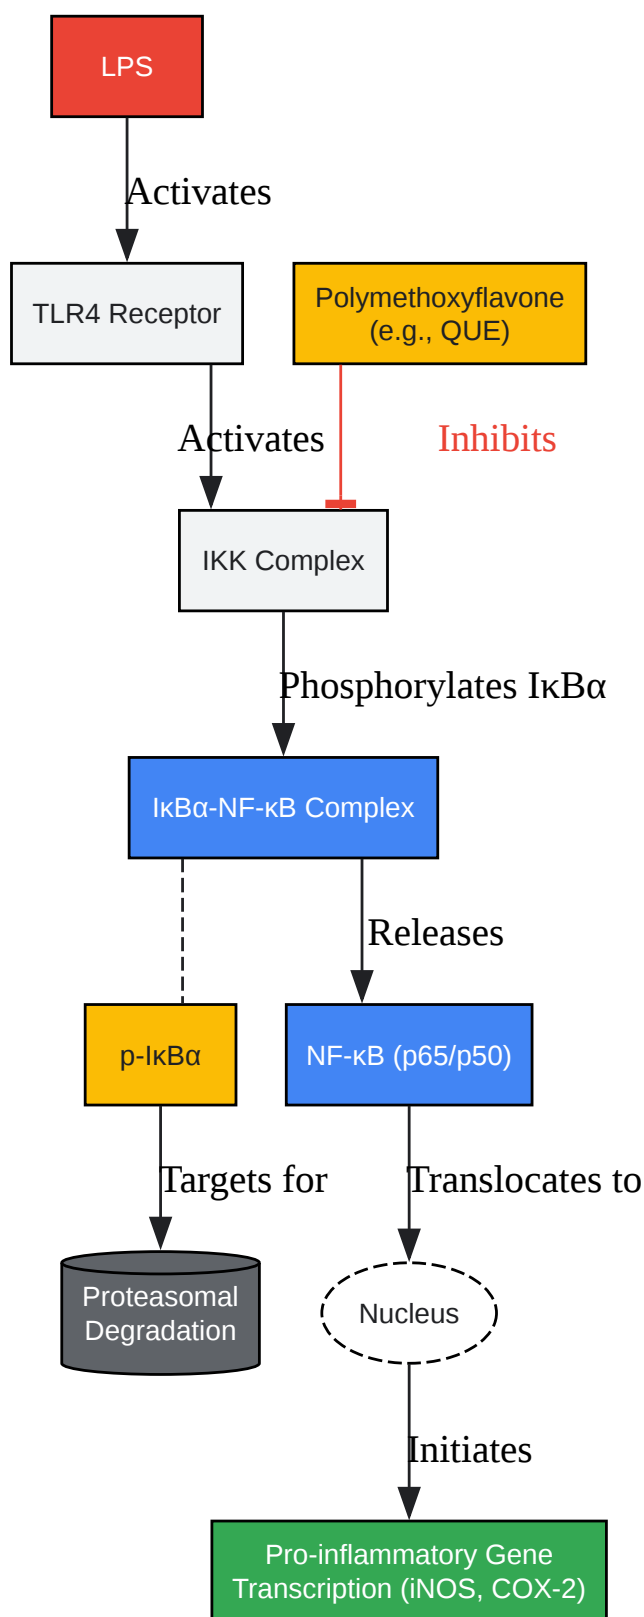 LPS
Activates
TLR4 Receptor
Polymethoxyflavone
(e.g., QUE)
Activates
Inhibits
IKK Complex
Phosphorylates IκBα
IκBα-NF-κB Complex
Releases
p-IκBα
NF-κB (p65/p50)
Targets for
Translocates to
Proteasomal
Degradation
Nucleus
Initiates
Pro-inflammatory Gene
Transcription (iNOS, COX-2)